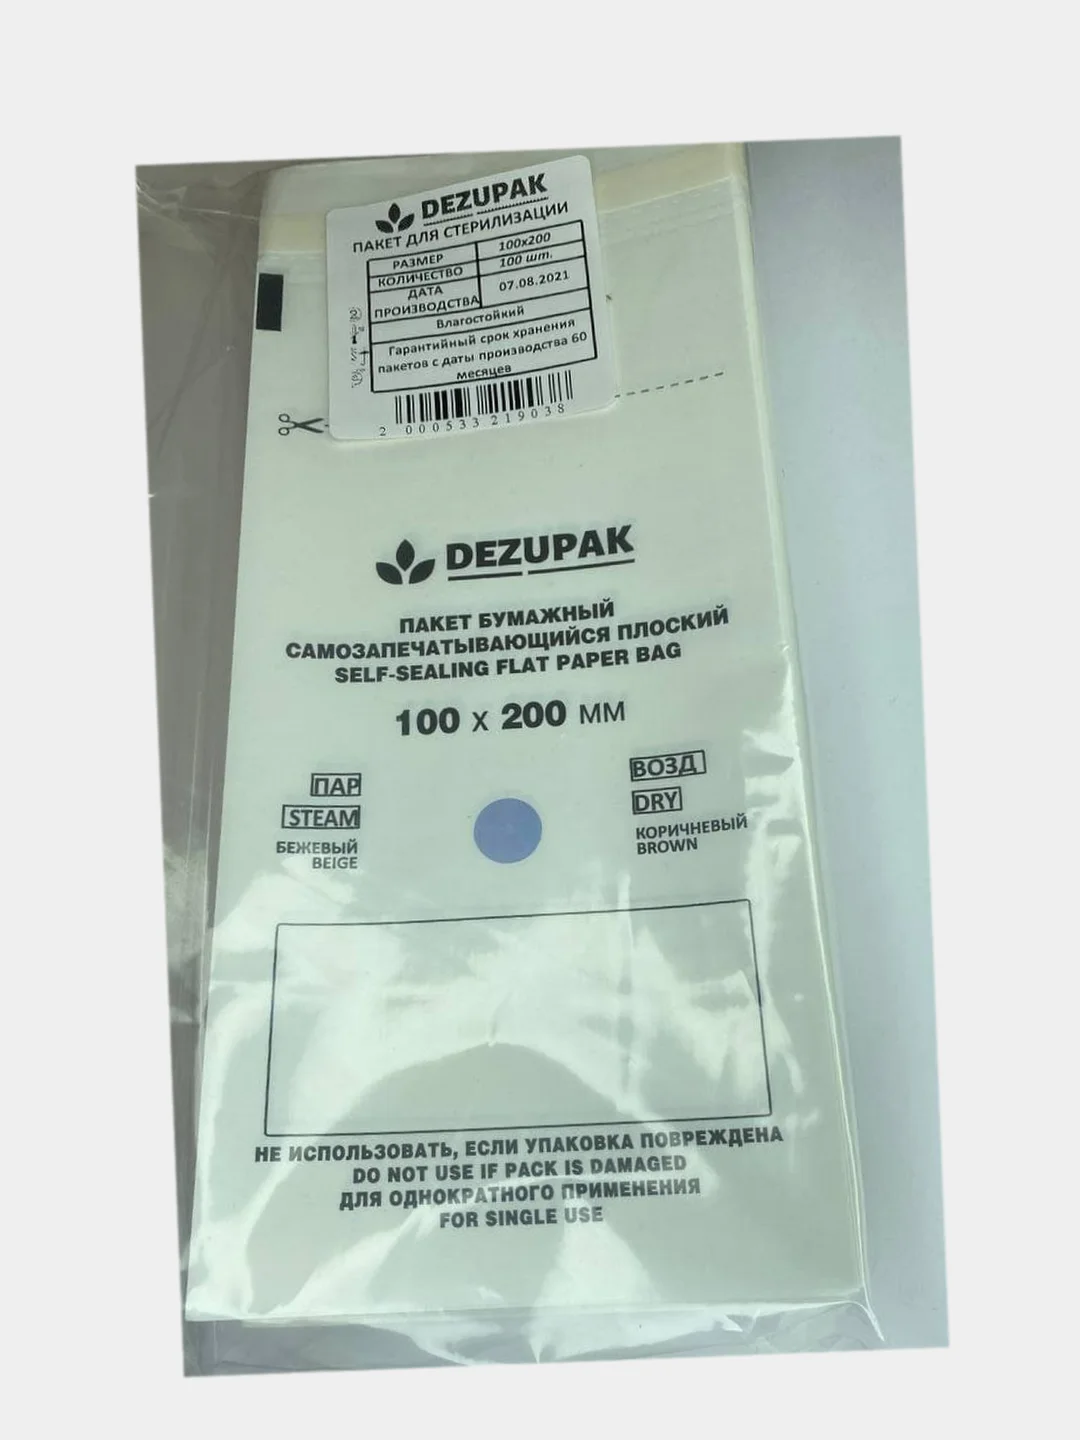 DEZUPAK
ПАКЕТ ДЛЯ СТЕРИЛИЗАЦИИ
РАЗМЕР 100x200
КОЛИЧЕСТВО 100 шт.
ДАТА ПРОИЗВОДСТВА 07.08.2021
Влагостойкий
Гарантийный срок хранения
пакетов с даты производства 60
месяцев
2 000533 219038
DEZUPAK
ПАКЕТ БУМАЖНЫЙ
САМОЗАПЕЧАТЫВАЮЩИЙСЯ ПЛОСКИЙ
SELF-SEALING FLAT PAPER BAG
100 x 200 ММ
ПАР
STEAM
БЕЖЕВЫЙ
BEIGE
ВОЗД
DRY
КОРИЧНЕВЫЙ
BROWN
НЕ ИСПОЛЬЗОВАТЬ, ЕСЛИ УПАКОВКА ПОВРЕЖДЕНА
DO NOT USE IF PACK IS DAMAGED
ДЛЯ ОДНОКРАТНОГО ПРИМЕНЕНИЯ
FOR SINGLE USE